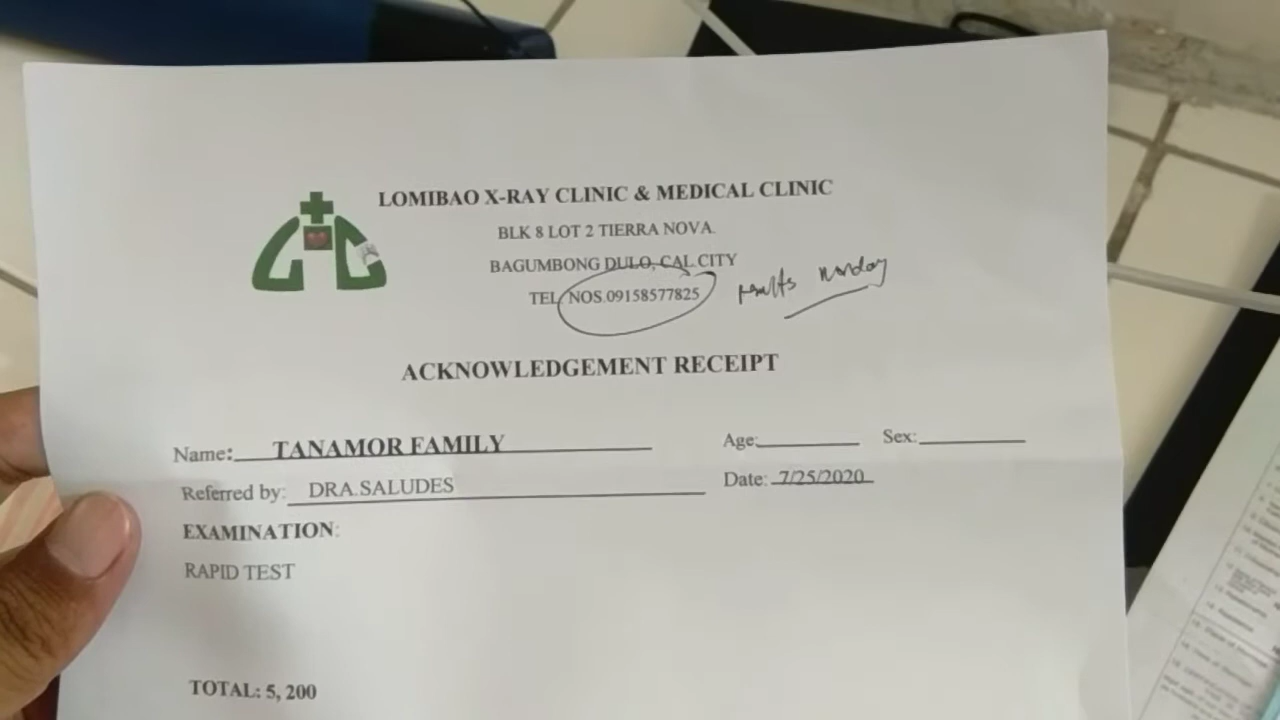 LOMIBAO X-RAY CLINIC & MEDICAL CLINIC
BLK 8 LOT 2 TIERRA NOVA.
BAGUMBONG DULO, CAL.CITY
TEL NOS.09158577825 results monday
ACKNOWLEDGEMENT RECEIPT
Name: TANAMOR FAMILY Age: Sex:
Referred by: DRA.SALUDES Date: 7/25/2020
EXAMINATION:
RAPID TEST
TOTAL: 5, 200